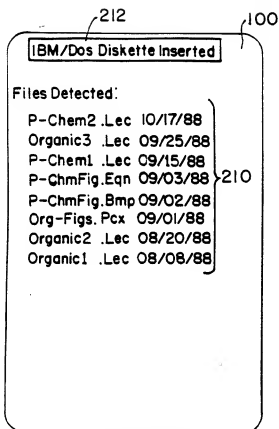 212
100
IBM/Dos Diskette Inserted
Files Detected:
P-Chem2 .Lec 10/17/88
Organic3 .Lec 09/25/88
P-Chem1 .Lec 09/15/88
P-ChmFig.Eqn 09/03/88
P-ChmFig.Bmp 09/02/88
Org-Figs.Pcx 09/01/88
Organic2 .Lec 08/20/88
Organic1 .Lec 08/08/88
210